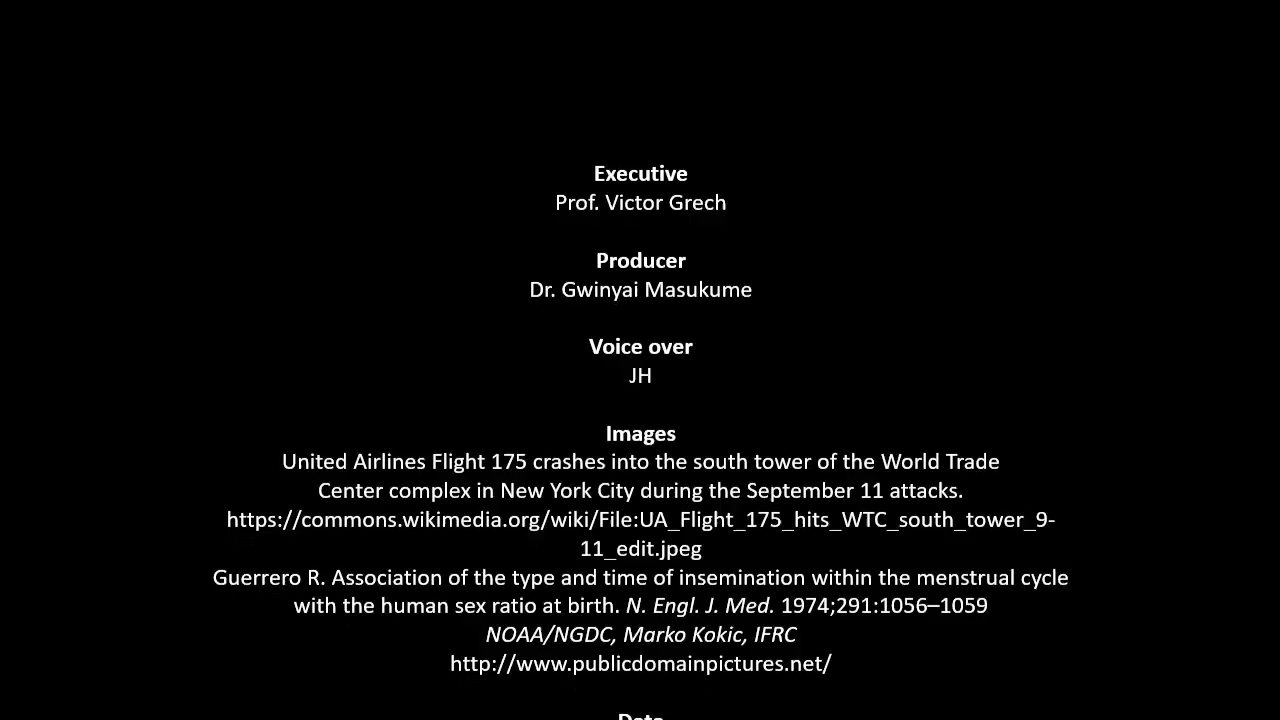 Executive
Prof. Victor Grech
Producer
Dr. Gwinyai Masukume
Voice over
JH
Images
United Airlines Flight 175 crashes into the south tower of the World Trade
Center complex in New York City during the September 11 attacks.
https://commons.wikimedia.org/wiki/File:UA_Flight_175_hits_WTC_south_tower_9-
11_edit.jpeg
Guerrero R. Association of the type and time of insemination within the menstrual cycle
with the human sex ratio at birth. N. Engl. J. Med. 1974;291:1056–1059
NOAA/NGDC, Marko Kokic, IFRC
http://www.publicdomainpictures.net/